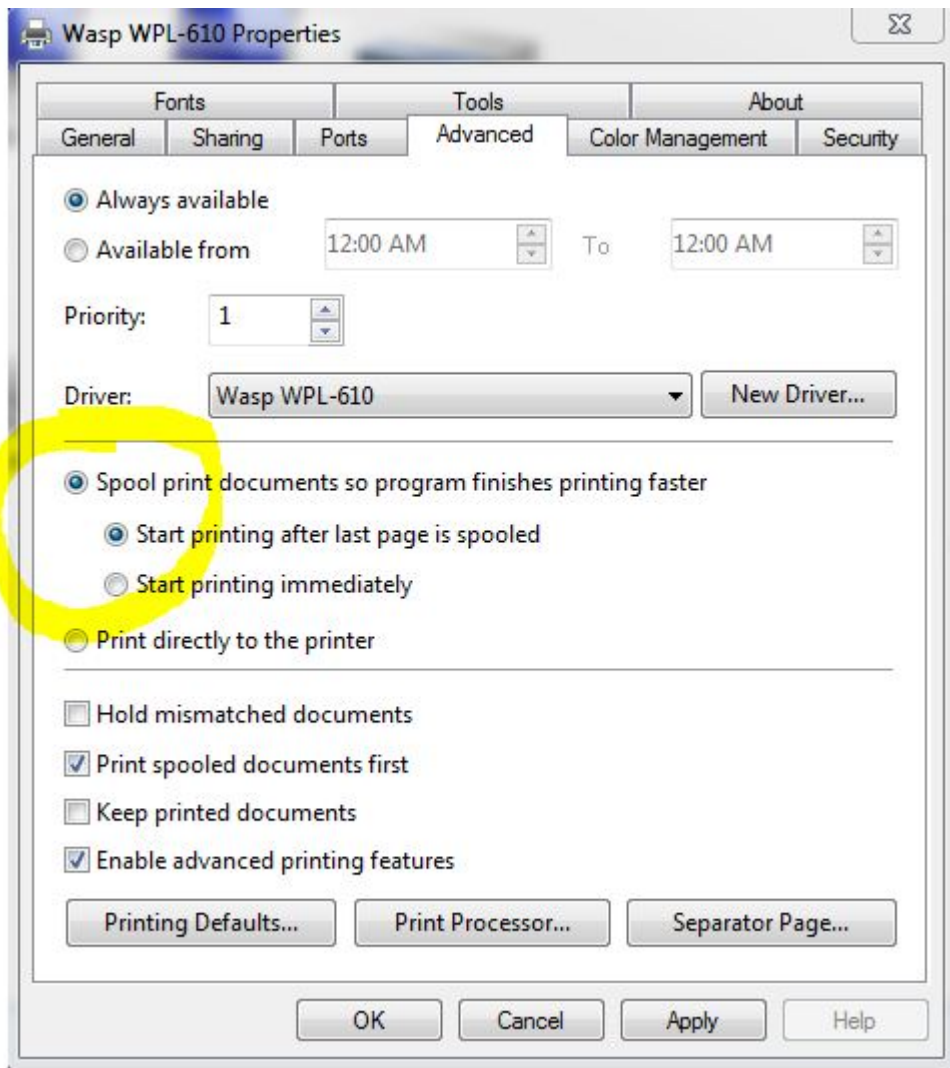 Wasp WPL-610 Properties
Fonts Tools About
General Sharing Ports Advanced Color Management Security
Always available
Available from 12:00 AM To 12:00 AM
Priority: 1
Driver: Wasp WPL-610 New Driver...
Spool print documents so program finishes printing faster
Start printing after last page is spooled
Start printing immediately
Print directly to the printer
Hold mismatched documents
Print spooled documents first
Keep printed documents
Enable advanced printing features
Printing Defaults... Print Processor... Separator Page...
OK Cancel Apply Help